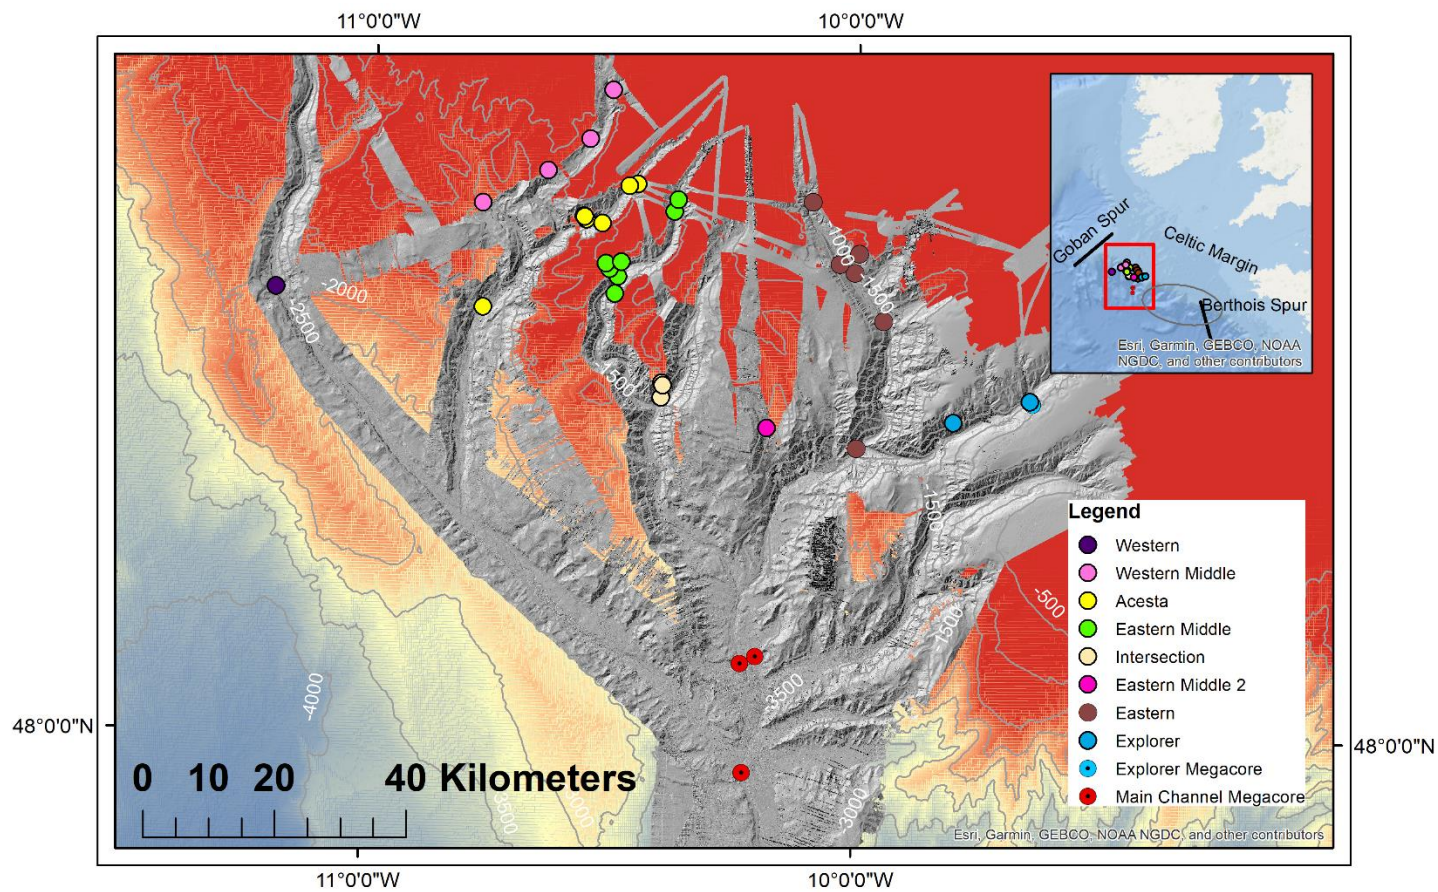 11°0'0"W
10°0'0"W
Goban Spur
Celtic Margin
Berthois Spur
Esri, Garmin, GEBCO, NOAA
NGDC, and other contributors
-1000
-1500
-2000
-2500
-1500
-1500
-500
-1500
-3500
-4000
-3500
-3000
-3000
Legend
Western
Western Middle
Acesta
Eastern Middle
Intersection
Eastern Middle 2
Eastern
Explorer
Explorer Megacore
Main Channel Megacore
48°0'0"N
48°0'0"N
0 10 20 40 Kilometers
Esri, Garmin, GEBCO, NOAA NGDC, and other contributors
11°0'0"W
10°0'0"W